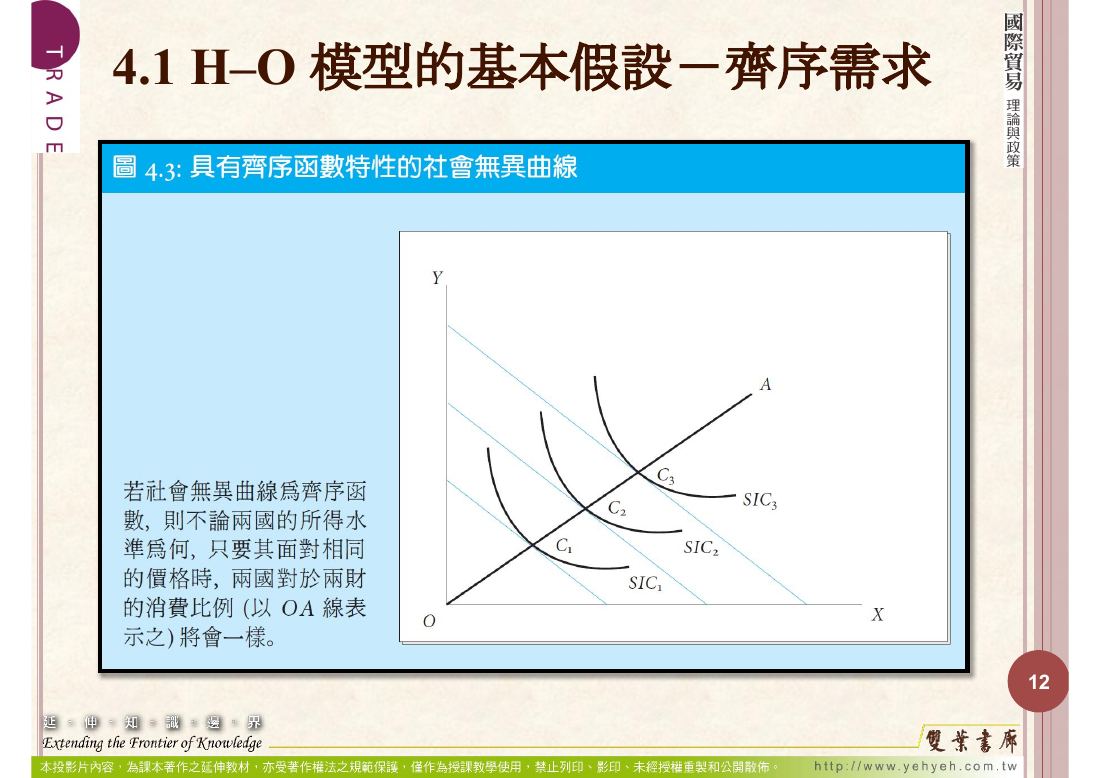 TRADE
4.1 H–O 模型的基本假設－齊序需求
國際貿易 理論與政策
圖 4.3: 具有齊序函數特性的社會無異曲線
Y
A
C3
SIC3
C2
SIC2
C1
SIC1
O
X
若社會無異曲線爲齊序函
數, 則不論兩國的所得水
準爲何, 只要其面對相同
的價格時, 兩國對於兩財
的消費比例 (以 OA 線表
示之) 將會一樣。
12
延・伸・知・識・邊・界
Extending the Frontier of Knowledge
雙葉書廊
本投影片內容，為課本著作之延伸教材，亦受著作權法之規範保護，僅作為授課教學使用，禁止列印、影印、未經授權重製和公開散佈。
http://www.yehyeh.com.tw